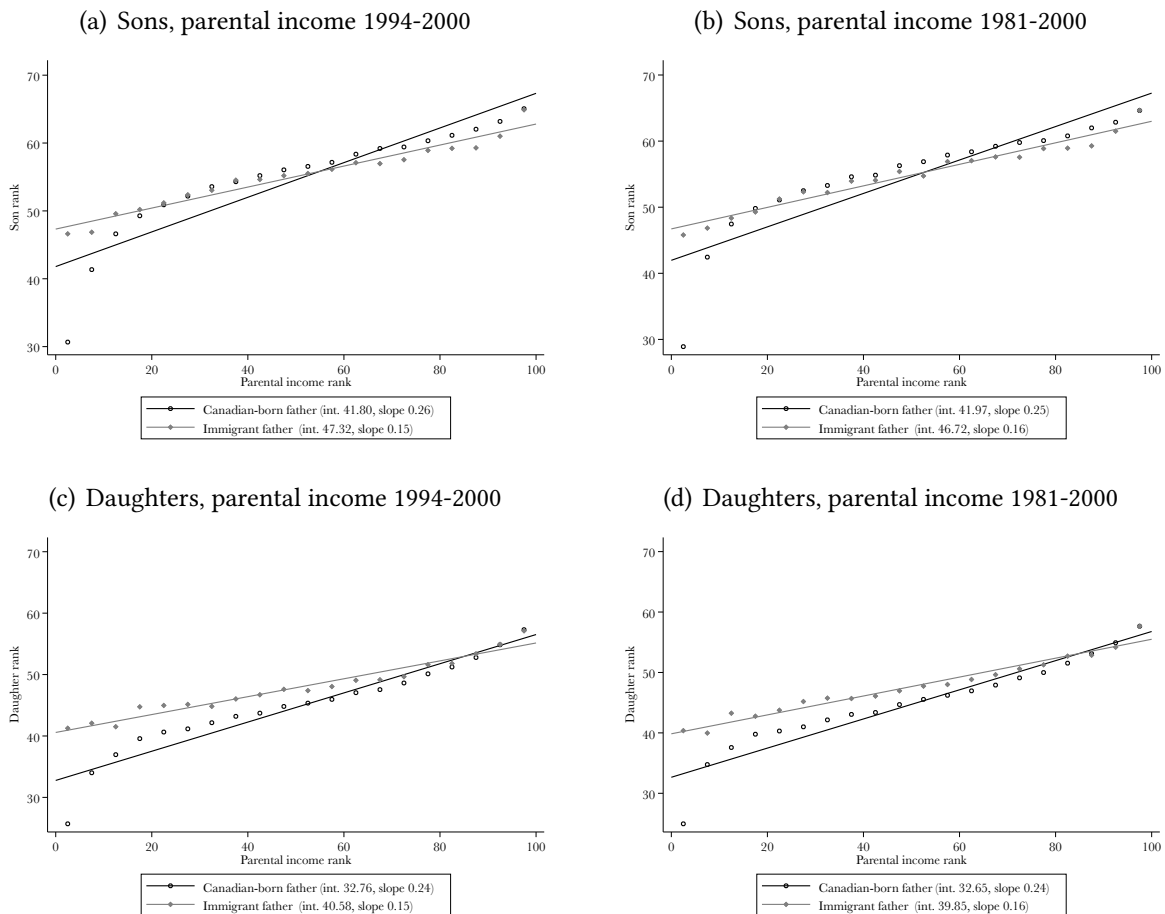 (a) Sons, parental income 1994-2000
70
60
50
40
30
Son rank
0 20 40 60 80 100
Parental income rank
Canadian-born father (int. 41.80, slope 0.26)
Immigrant father (int. 47.32, slope 0.15)
(b) Sons, parental income 1981-2000
70
60
50
40
30
Son rank
0 20 40 60 80 100
Parental income rank
Canadian-born father (int. 41.97, slope 0.25)
Immigrant father (int. 46.72, slope 0.16)
(c) Daughters, parental income 1994-2000
70
60
50
40
30
Daughter rank
0 20 40 60 80 100
Parental income rank
Canadian-born father (int. 32.76, slope 0.24)
Immigrant father (int. 40.58, slope 0.15)
(d) Daughters, parental income 1981-2000
70
60
50
40
30
Daughter rank
0 20 40 60 80 100
Parental income rank
Canadian-born father (int. 32.65, slope 0.24)
Immigrant father (int. 39.85, slope 0.16)